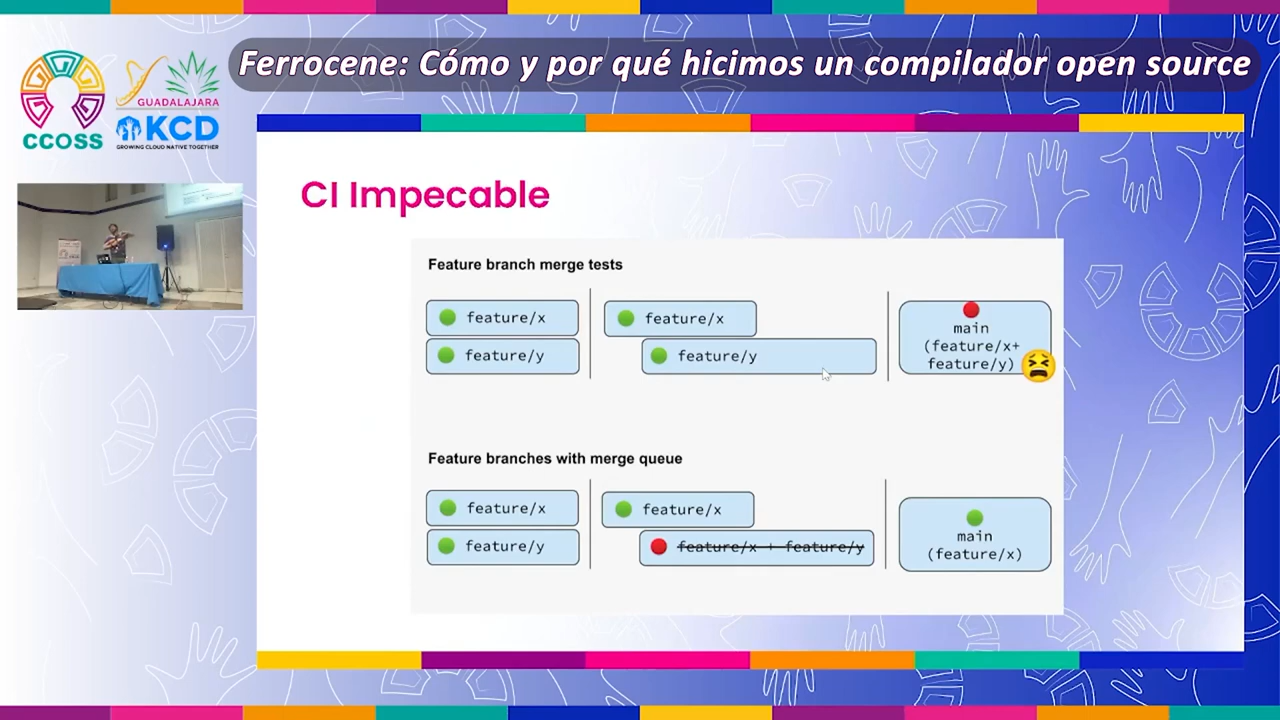 Ferrocene: Cómo y por qué hicimos un compilador open source
CCOSS
GUADALAJARA
KCD
GROWING CLOUD NATIVE TOGETHER
CI Impecable
Feature branch merge tests
feature/x
feature/y
feature/x
feature/y
main
(feature/x+
feature/y)
Feature branches with merge queue
feature/x
feature/y
feature/x
feature/x + feature/y
main
(feature/x)